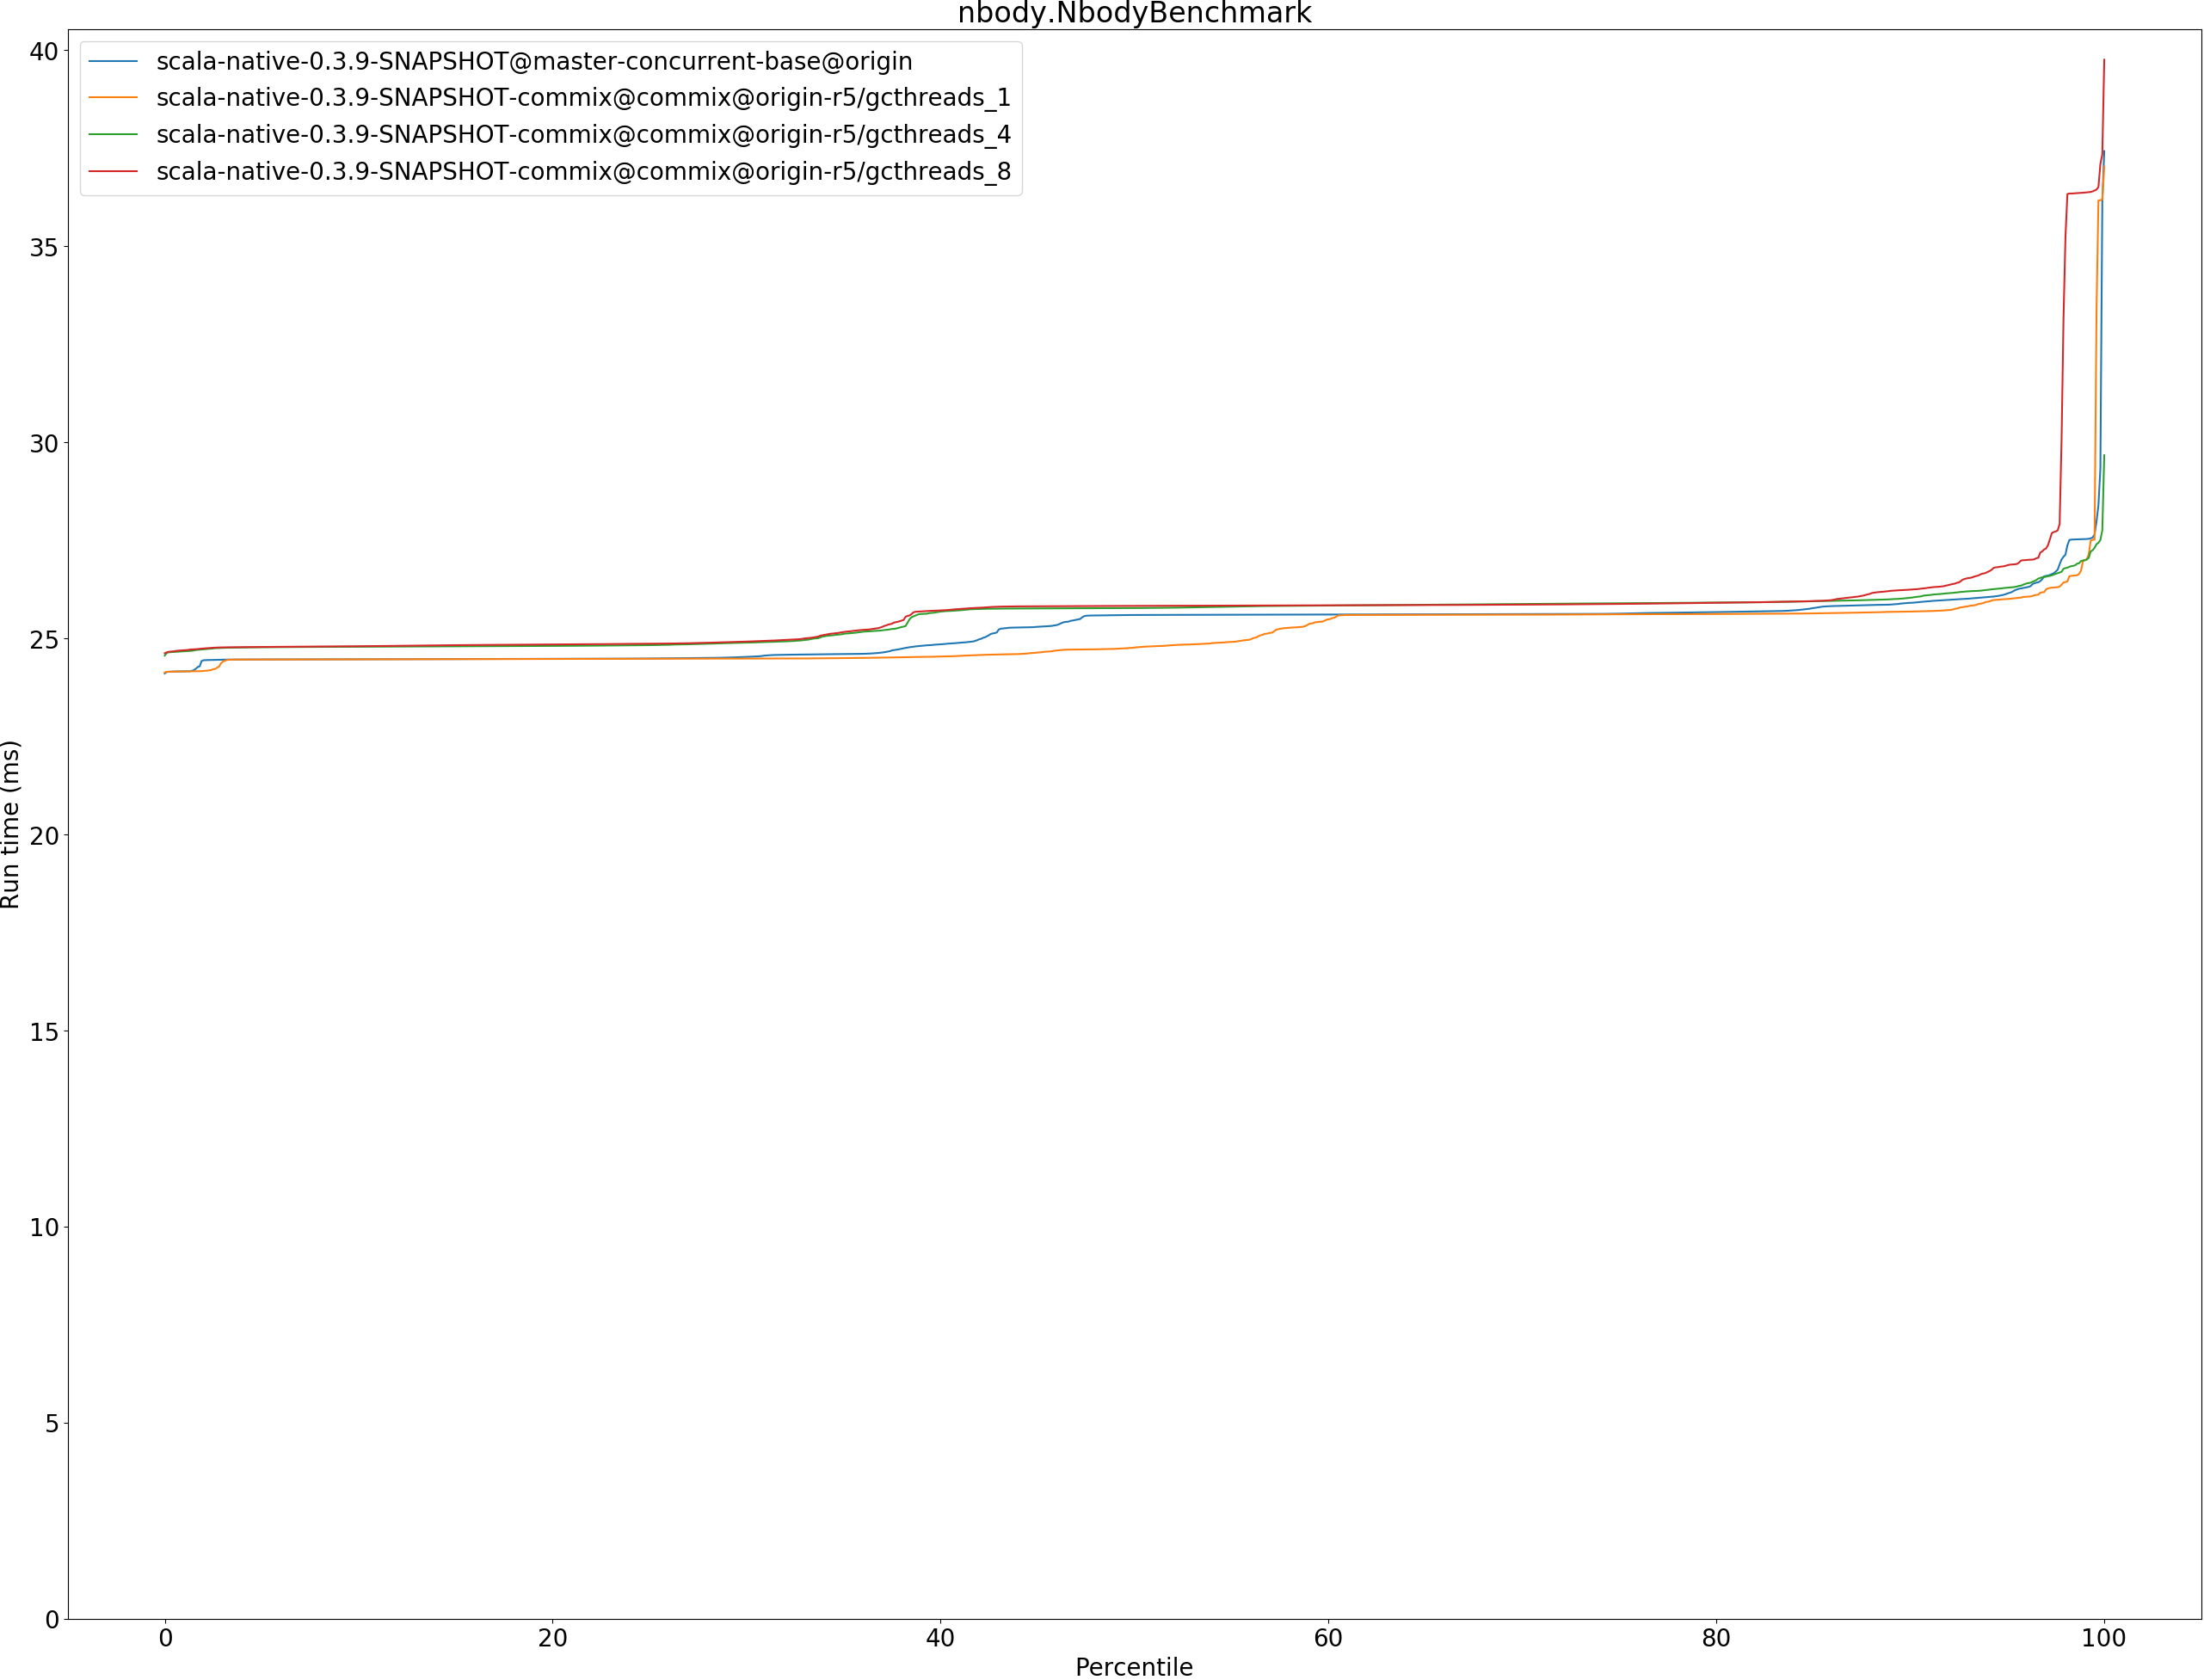 nbody.NbodyBenchmark
scala-native-0.3.9-SNAPSHOT@master-concurrent-base@origin
scala-native-0.3.9-SNAPSHOT-commix@commix@origin-r5/gcthreads_1
scala-native-0.3.9-SNAPSHOT-commix@commix@origin-r5/gcthreads_4
scala-native-0.3.9-SNAPSHOT-commix@commix@origin-r5/gcthreads_8
40
35
30
25
20
15
10
5
0
Run time (ms)
0 20 40 60 80 100
Percentile